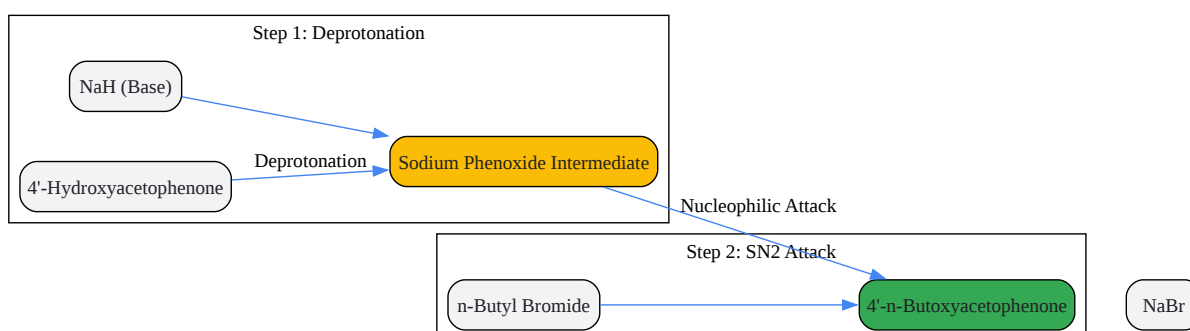 Step 1: Deprotonation
NaH (Base)
Deprotonation
Sodium Phenoxide Intermediate
4'-Hydroxyacetophenone
Nucleophilic Attack
Step 2: SN2 Attack
n-Butyl Bromide
4'-n-Butoxyacetophenone
NaBr